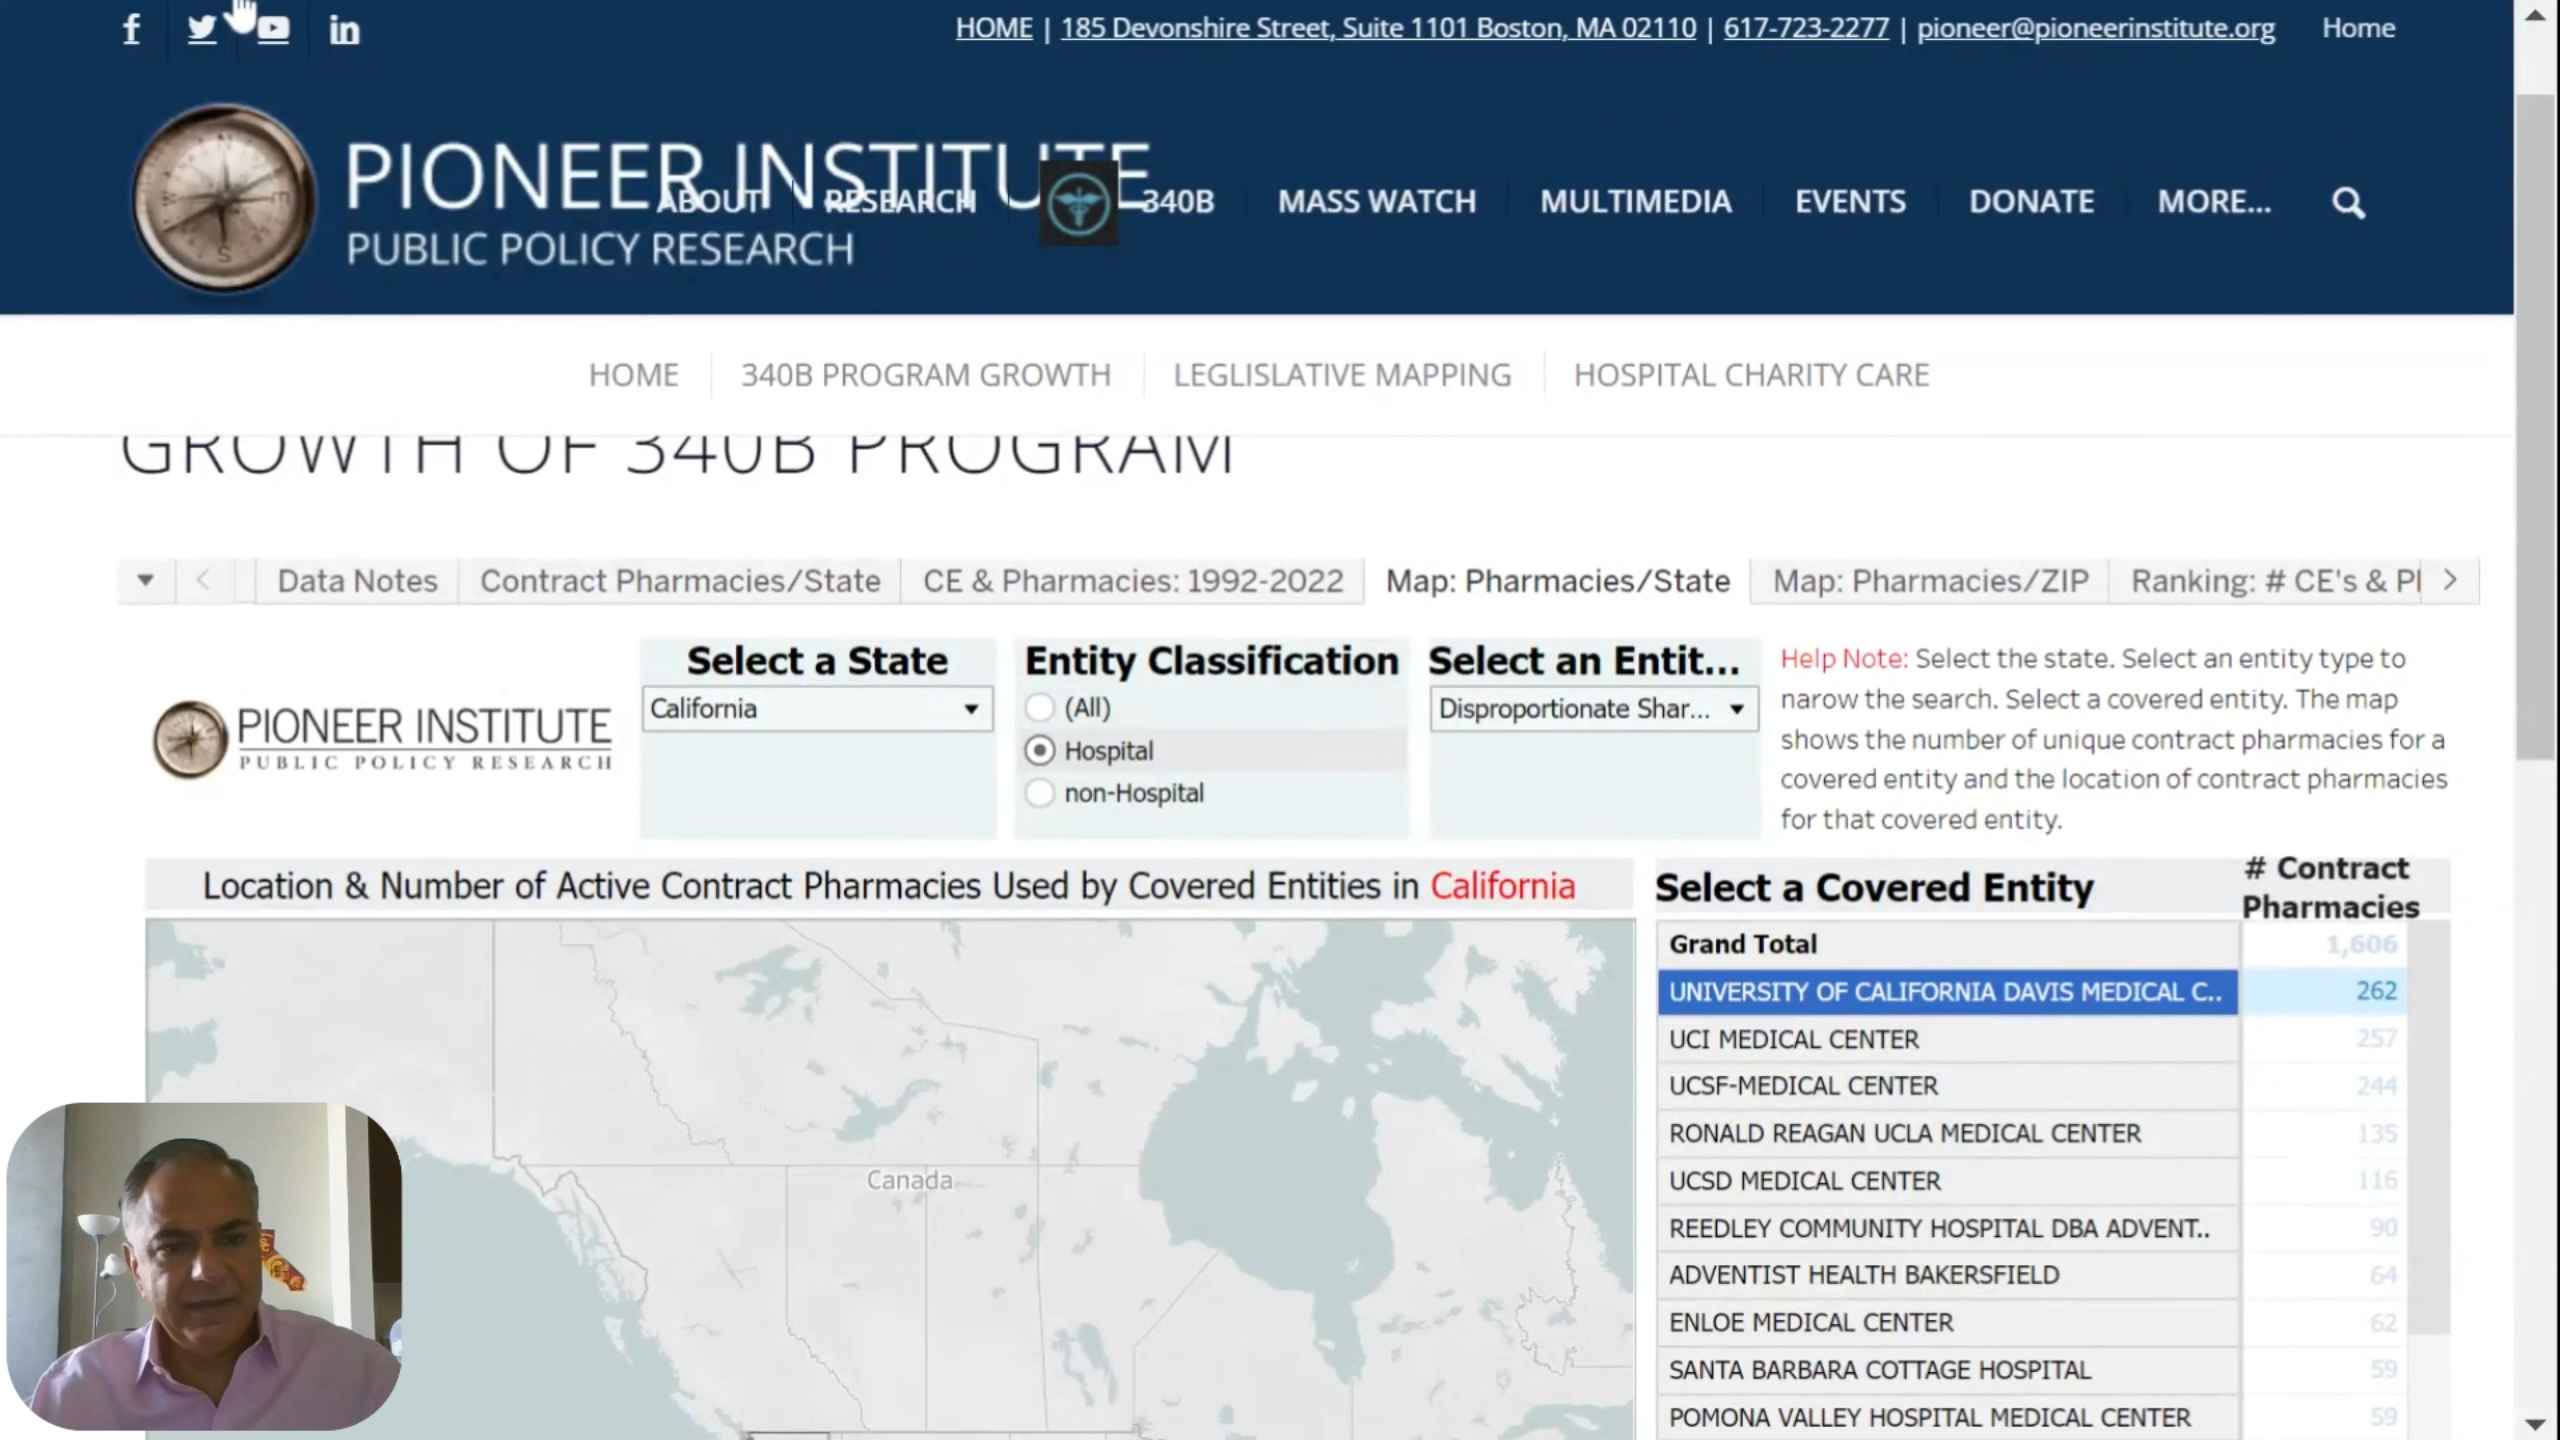 HOME | 185 Devonshire Street, Suite 1101 Boston, MA 02110 | 617-723-2277 | pioneer@pioneerinstitute.org Home
PIONEER INSTITUTE
PUBLIC POLICY RESEARCH
ABOUT RESEARCH 340B MASS WATCH MULTIMEDIA EVENTS DONATE MORE...
HOME 340B PROGRAM GROWTH LEGLISLATIVE MAPPING HOSPITAL CHARITY CARE
GROWTH OF 340B PROGRAM
Data Notes Contract Pharmacies/State CE & Pharmacies: 1992-2022 Map: Pharmacies/State Map: Pharmacies/ZIP Ranking: # CE's &
PIONEER INSTITUTE
PUBLIC POLICY RESEARCH
Select a State
California
Entity Classification
(All)
Hospital
non-Hospital
Select an Entit...
Disproportionate Shar...
Help Note: Select the state. Select an entity type to
narow the search. Select a covered entity. The map
shows the number of unique contract pharmacies for a
covered entity and the location of contract pharmacies
for that covered entity.
Location & Number of Active Contract Pharmacies Used by Covered Entities in California
Canada
Select a Covered Entity # Contract
Pharmacies
Grand Total 1,606
UNIVERSITY OF CALIFORNIA DAVIS MEDICAL C.. 262
UCI MEDICAL CENTER 257
UCSF-MEDICAL CENTER 244
RONALD REAGAN UCLA MEDICAL CENTER 135
UCSD MEDICAL CENTER 116
REEDLEY COMMUNITY HOSPITAL DBA ADVENT.. 90
ADVENTIST HEALTH BAKERSFIELD 64
ENLOE MEDICAL CENTER 62
SANTA BARBARA COTTAGE HOSPITAL 59
POMONA VALLEY HOSPITAL MEDICAL CENTER 59